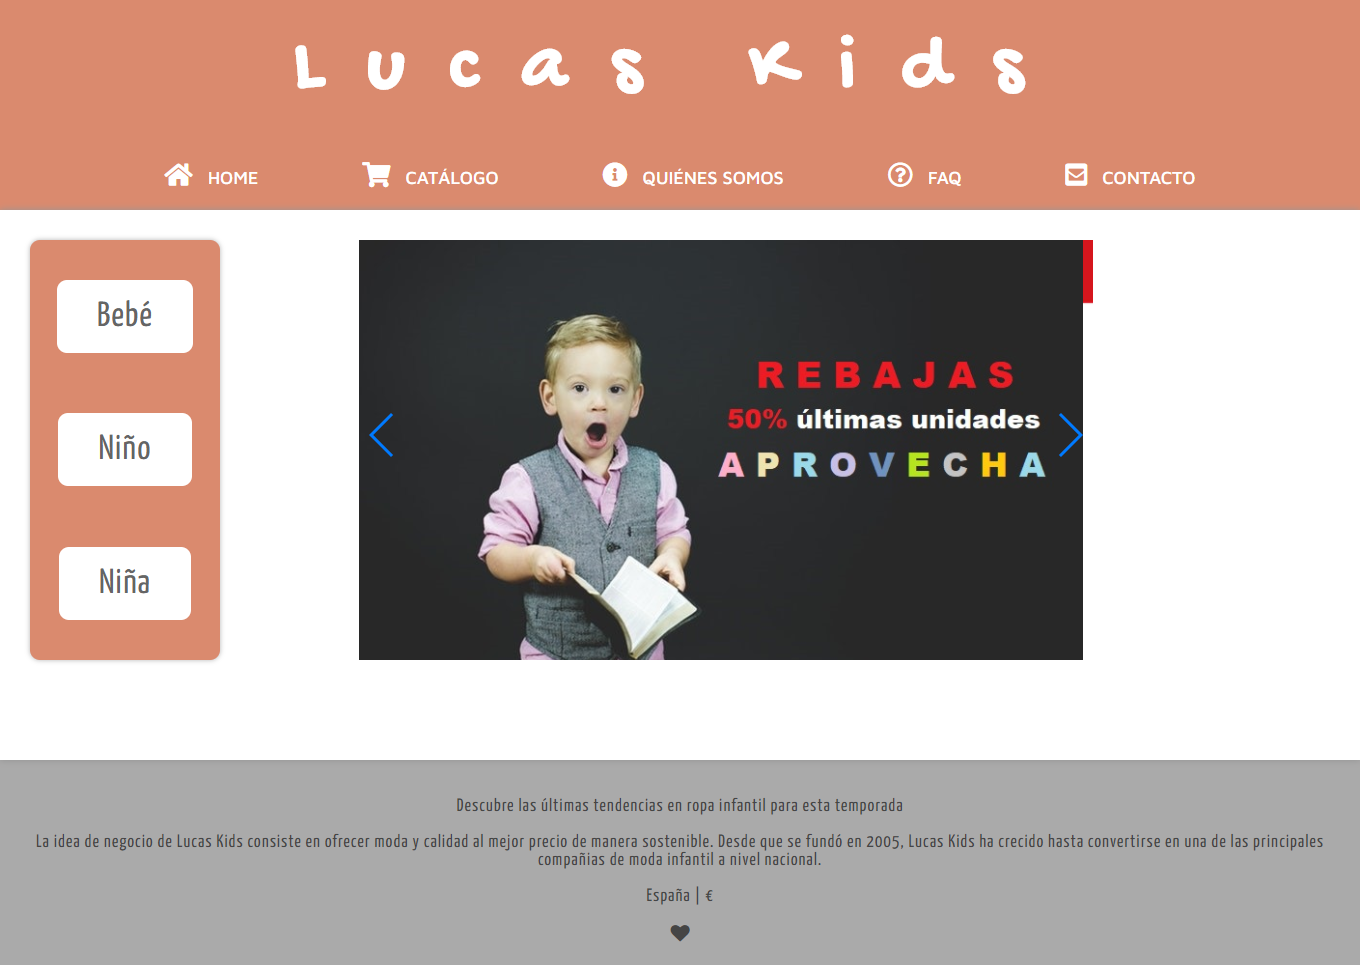 Lucas Kids
HOME
CATÁLOGO
QUIÉNES SOMOS
FAQ
CONTACTO
Bebé
Niño
Niña
REBAJAS
50% últimas unidades
APROVECHA
Descubre las últimas tendencias en ropa infantil para esta temporada
La idea de negocio de Lucas Kids consiste en ofrecer moda y calidad al mejor precio de manera sostenible. Desde que se fundó en 2005, Lucas Kids ha crecido hasta convertirse en una de las principales
compañias de moda infantil a nivel nacional.
España | €